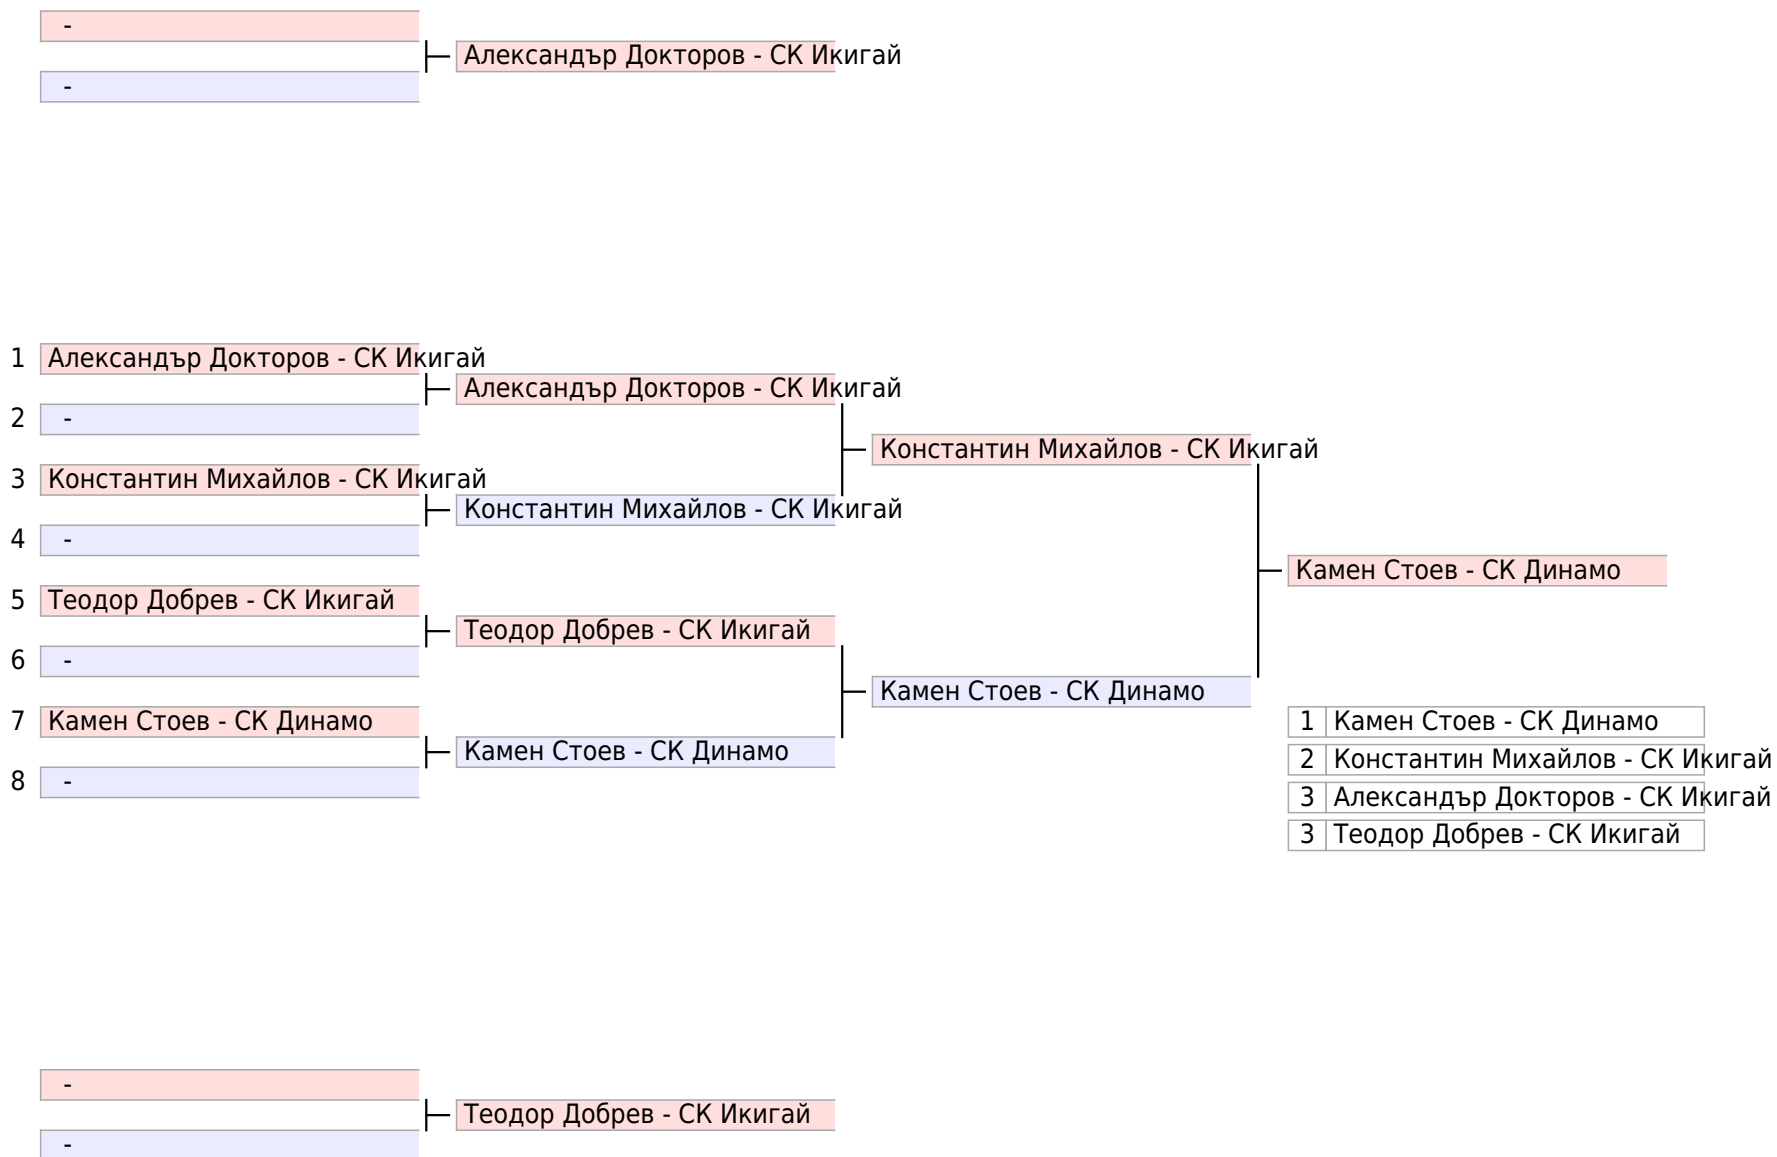 -
Александър Докторов - СК Икигай
-
1 Александър Докторов - СК Икигай
Александър Докторов - СК Икигай
2 -
Константин Михайлов - СК Икигай
3 Константин Михайлов - СК Икигай
Константин Михайлов - СК Икигай
4 -
Камен Стоев - СК Динамо
5 Теодор Добрев - СК Икигай
Теодор Добрев - СК Икигай
6 -
Камен Стоев - СК Динамо
7 Камен Стоев - СК Динамо
1 Камен Стоев - СК Динамо
Камен Стоев - СК Динамо
2 Константин Михайлов - СК Икигай
8 -
3 Александър Докторов - СК Икигай
3 Теодор Добрев - СК Икигай
-
Теодор Добрев - СК Икигай
-